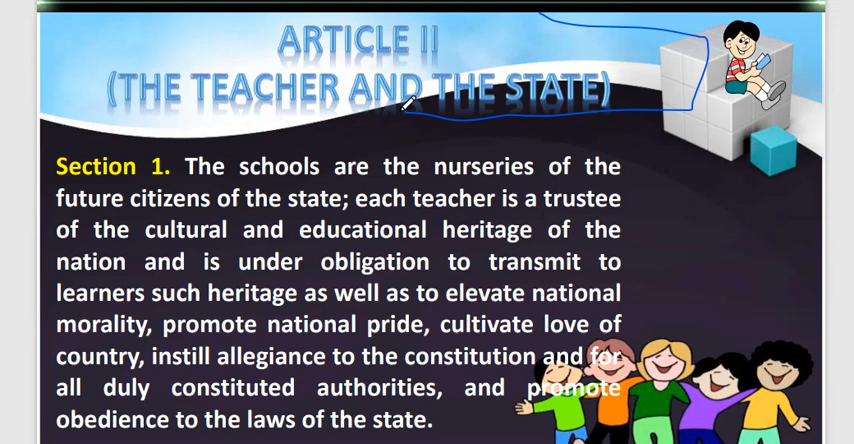 ARTICLE II
(THE TEACHER AND THE STATE)
Section 1. The schools are the nurseries of the
future citizens of the state; each teacher is a trustee
of the cultural and educational heritage of the
nation and is under obligation to transmit to
learners such heritage as well as to elevate national
morality, promote national pride, cultivate love of
country, instill allegiance to the constitution and for
all duly constituted authorities, and promote
obedience to the laws of the state.